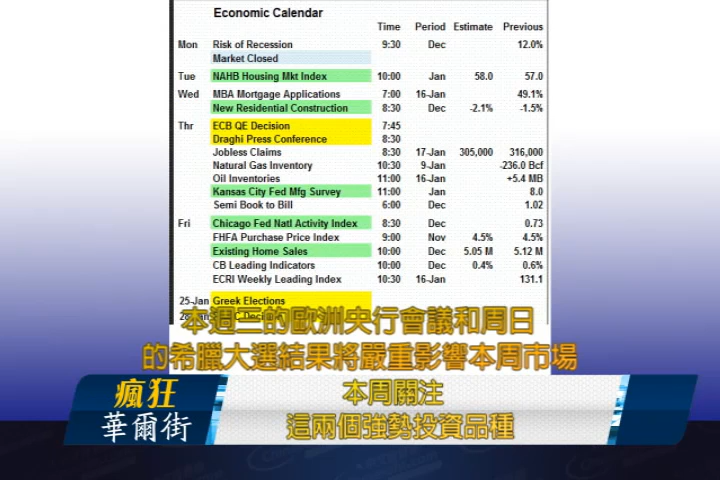 Economic Calendar
Time Period Estimate Previous
Mon Risk of Recession 9:30 Dec 12.0%
Market Closed
Tue NAHB Housing Mkt Index 10:00 Jan 58.0 57.0
Wed MBA Mortgage Applications 7:00 16-Jan 49.1%
New Residential Construction 8:30 Dec -2.1% -1.5%
Thr ECB QE Decision 7:45
Draghi Press Conference 8:30
Jobless Claims 8:30 17-Jan 305,000 316,000
Natural Gas Inventory 10:30 9-Jan -236.0 Bcf
Oil Inventories 11:00 16-Jan +5.4 MB
Kansas City Fed Mfg Survey 11:00 Jan 8.0
Semi Book to Bill 6:00 Dec 1.02
Fri Chicago Fed Natl Activity Index 8:30 Dec 0.73
FHFA Purchase Price Index 9:00 Nov 4.5% 4.5%
Existing Home Sales 10:00 Dec 5.05 M 5.12 M
CB Leading Indicators 10:00 Dec 0.4% 0.6%
ECRI Weekly Leading Index 10:30 16-Jan 131.1
25-Jan Greek Elections
本週三的歐洲央行會議和周日
的希臘大選結果將嚴重影響本周市場
瘋狂
華爾街
本周關注
這兩個強勢投資品種